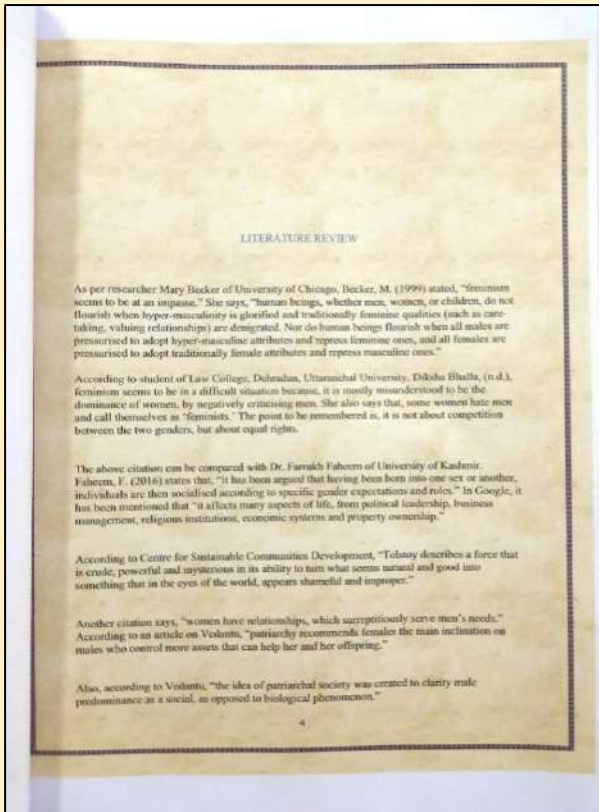 LITERATURE REVIEW
As per researcher Mary Becker of University of Chicago, Becker, M. (1999) stated, "feminism
seems to be at an impasse." She says, "human beings, whether men, women, or children, do not
flourish when hyper-masculinity is glorified and traditionally feminine qualities (such as care-
taking, valuing relationships) are denigrated. Nor do human beings flourish when all males are
pressurised to adopt hyper-masculine attributes and repress feminine ones, and all females are
pressurised to adopt traditionally female attributes and repress masculine ones."
According to student of Law College, Dehradun, Uttaranchal University, Diksha Bhalla, (n.d.),
feminism seems to be in a difficult situation because, it is mostly misunderstood to be the
dominance of women, by negatively criticising men. She also says that, some women hate men
and call themselves as 'feminists.' The point to be remembered is, it is not about competition
between the two genders, but about equal rights.
The above citation can be compared with Dr. Farrukh Faheem of University of Kashmir.
Faheem, F. (2016) states that, "it has been argued that having been born into one sex or another,
individuals are then socialised according to specific gender expectations and roles." In Google, it
has been mentioned that "it affects many aspects of life, from political leadership, business
management, religious institutions, economic systems and property ownership."
According to Centre for Sustainable Communities Development, "Tolstoy describes a force that
is crude, powerful and mysterious in its ability to turn what seems natural and good into
something that in the eyes of the world, appears shameful and improper."
Another citation says, "women have relationships, which surreptitiously serve men's needs."
According to an article on Vedantu, "patriarchy recommends females the main inclination on
males who control more assets that can help her and her offspring."
Also, according to Vedantu, "the idea of patriarchal society was created to clarity male
predominance as a social, as opposed to biological phenomenon."
4